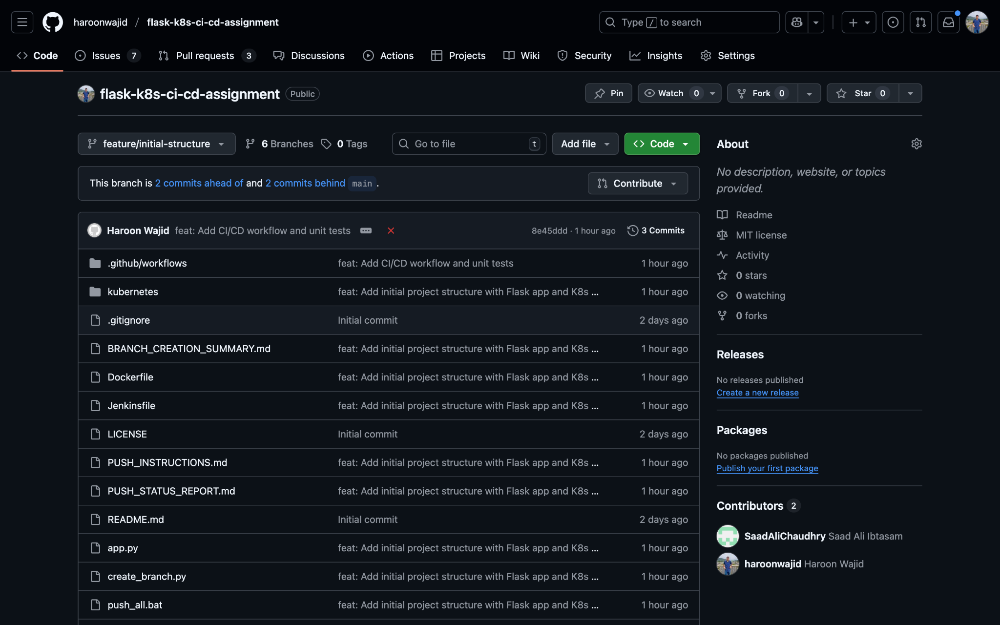 haroonwajid / flask-k8s-ci-cd-assignment
Type / to search
Code
Issues 7
Pull requests 3
Discussions
Actions
Projects
Wiki
Security
Insights
Settings
flask-k8s-ci-cd-assignment Public
Pin
Watch 0
Fork 0
Star 0
feature/initial-structure
6 Branches
0 Tags
Go to file t
Add file
Code
This branch is 2 commits ahead of and 2 commits behind main .
Contribute
Haroon Wajid feat: Add CI/CD workflow and unit tests 8e45ddd · 1 hour ago 3 Commits
.github/workflows feat: Add CI/CD workflow and unit tests 1 hour ago
kubernetes feat: Add initial project structure with Flask app and K8s ... 1 hour ago
.gitignore Initial commit 2 days ago
BRANCH_CREATION_SUMMARY.md feat: Add initial project structure with Flask app and K8s ... 1 hour ago
Dockerfile feat: Add initial project structure with Flask app and K8s ... 1 hour ago
Jenkinsfile feat: Add initial project structure with Flask app and K8s ... 1 hour ago
LICENSE Initial commit 2 days ago
PUSH_INSTRUCTIONS.md feat: Add initial project structure with Flask app and K8s ... 1 hour ago
PUSH_STATUS_REPORT.md feat: Add initial project structure with Flask app and K8s ... 1 hour ago
README.md Initial commit 2 days ago
app.py feat: Add initial project structure with Flask app and K8s ... 1 hour ago
create_branch.py feat: Add initial project structure with Flask app and K8s ... 1 hour ago
push_all.bat feat: Add initial project structure with Flask app and K8s ... 1 hour ago
About
No description, website, or topics
provided.
Readme
MIT license
Activity
0 stars
0 watching
0 forks
Releases
No releases published
Create a new release
Packages
No packages published
Publish your first package
Contributors 2
SaadAliChaudhry Saad Ali Ibtasam
haroonwajid Haroon Wajid